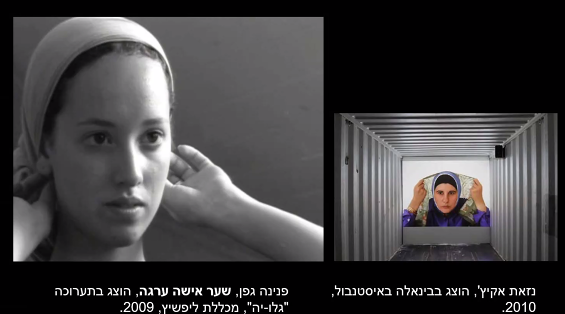 נזאת אקיץ', הוצג בבינאלה באיסטנבול,
2010.
פנינה גפן, שער אישה ערגה, הוצג בתערוכה
"גלו-יה", מכללת ליפשיץ, 2009.